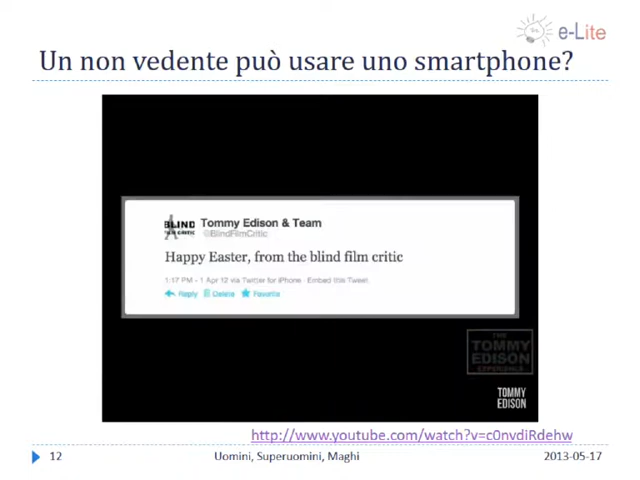 e-Lite
Un non vedente può usare uno smartphone?
BLIND
FILM CRITIC
Tommy Edison & Team
@BlindFilmCritic
Happy Easter, from the blind film critic
1:17 PM - 1 Apr 12 via Twitter for iPhone · Embed this Tweet
Reply Delete Favorite
THE
TOMMY
EDISON
EXPERIENCE
TOMMY
EDISON
http://www.youtube.com/watch?v=c0nvdiRdehw
12 Uomini, Superuomini, Maghi 2013-05-17